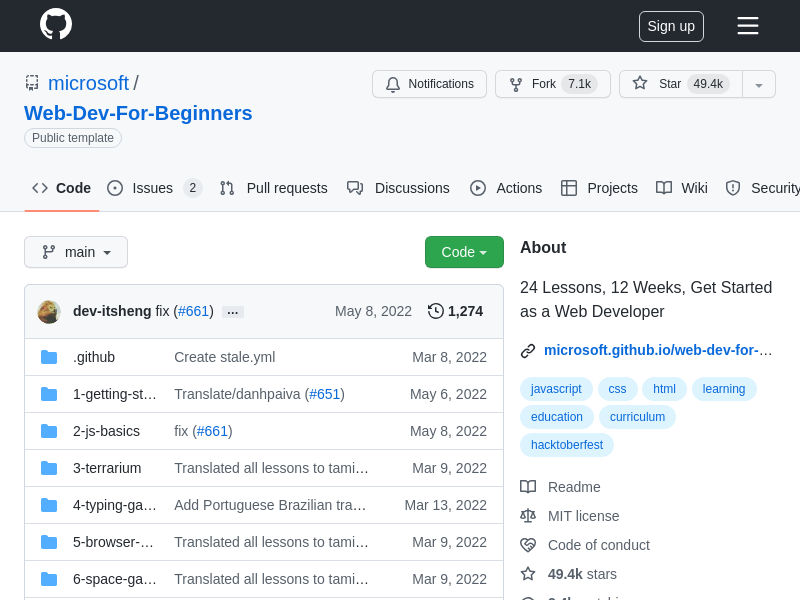 Sign up
microsoft /
Web-Dev-For-Beginners
Public template
Notifications
Fork 7.1k
Star 49.4k
Code
Issues 2
Pull requests
Discussions
Actions
Projects
Wiki
Security
main
Code
dev-itsheng fix (#661) ... May 8, 2022 1,274
.github Create stale.yml Mar 8, 2022
1-getting-st… Translate/danhpaiva (#651) May 6, 2022
2-js-basics fix (#661) May 8, 2022
3-terrarium Translated all lessons to tami… Mar 9, 2022
4-typing-ga… Add Portuguese Brazilian tra… Mar 13, 2022
5-browser-… Translated all lessons to tami… Mar 9, 2022
6-space-ga… Translated all lessons to tami… Mar 9, 2022
About
24 Lessons, 12 Weeks, Get Started
as a Web Developer
microsoft.github.io/web-dev-for-…
javascript css html learning
education curriculum
hacktoberfest
Readme
MIT license
Code of conduct
49.4k stars